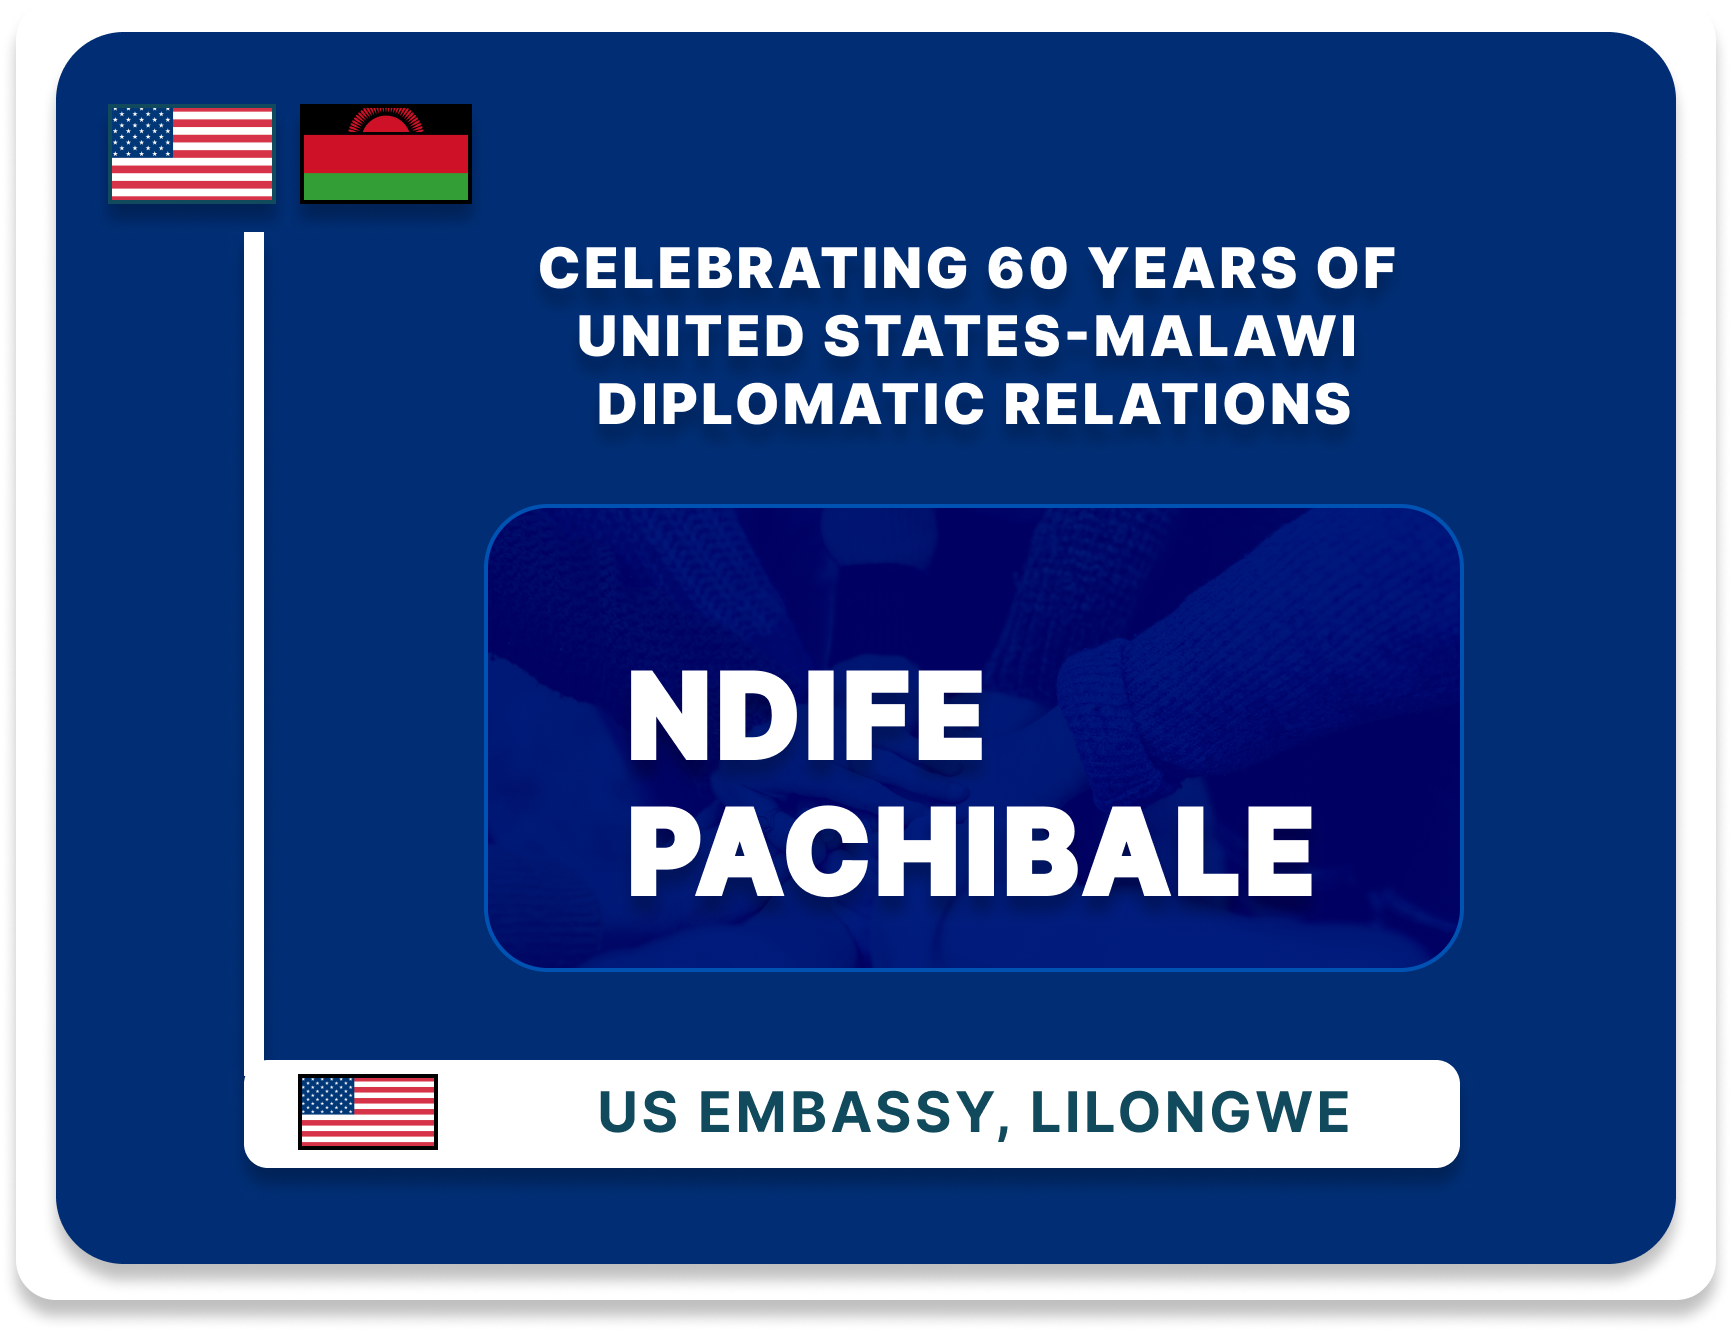 CELEBRATING 60 YEARS OF
UNITED STATES-MALAWI
DIPLOMATIC RELATIONS
NDIFE
PACHIBALE
US EMBASSY, LILONGWE